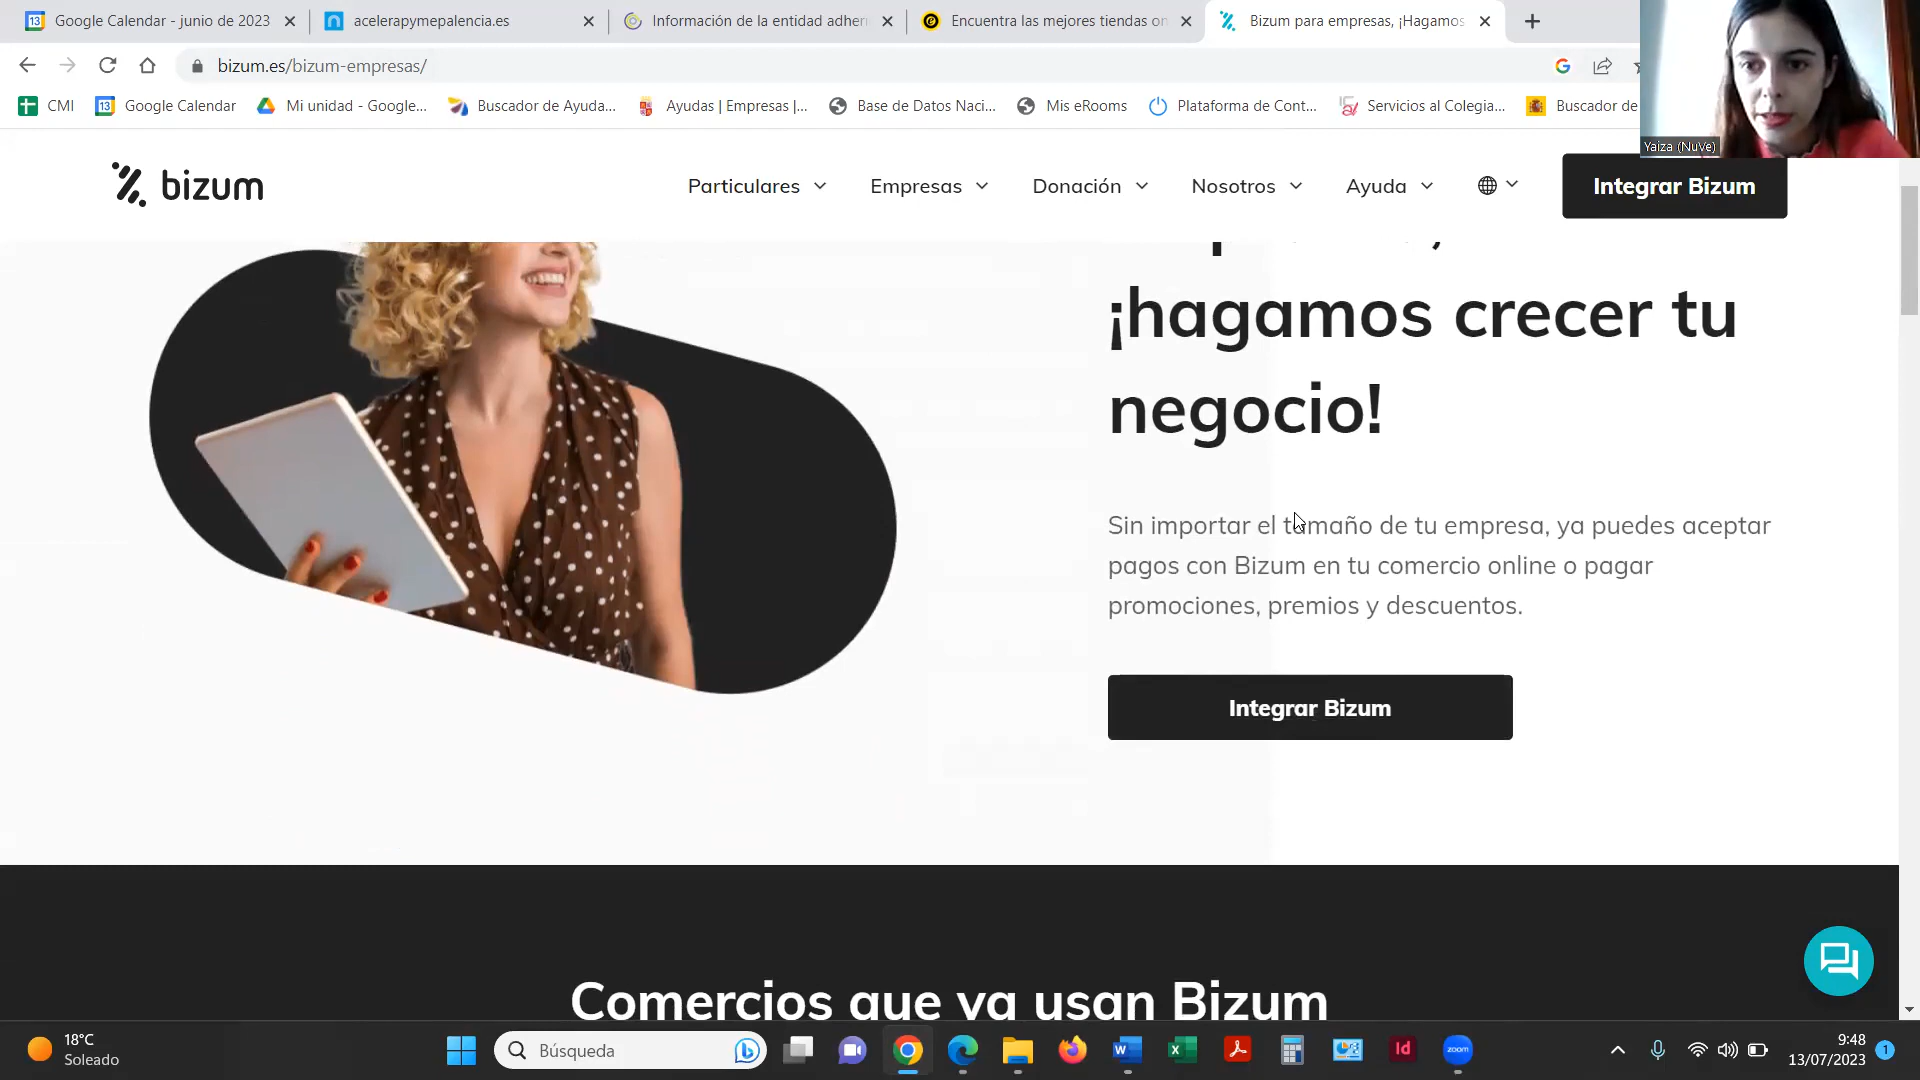 Google Calendar - junio de 2023
acelerapymepalencia.es
Información de la entidad adher
Encuentra las mejores tiendas on
Bizum para empresas, ¡Hagamos
bizum.es/bizum-empresas/
CMI
Google Calendar
Mi unidad - Google...
Buscador de Ayuda...
Ayudas | Empresas |...
Base de Datos Naci...
Mis eRooms
Plataforma de Cont...
Servicios al Colegia...
Buscador de
Yaiza (NuVe)
bizum
Particulares
Empresas
Donación
Nosotros
Ayuda
Integrar Bizum
¡hagamos crecer tu
negocio!
Sin importar el tamaño de tu empresa, ya puedes aceptar
pagos con Bizum en tu comercio online o pagar
promociones, premios y descuentos.
Integrar Bizum
Comercios que ya usan Bizum
18°C
Soleado
Búsqueda
zoom
9:48
13/07/2023
1